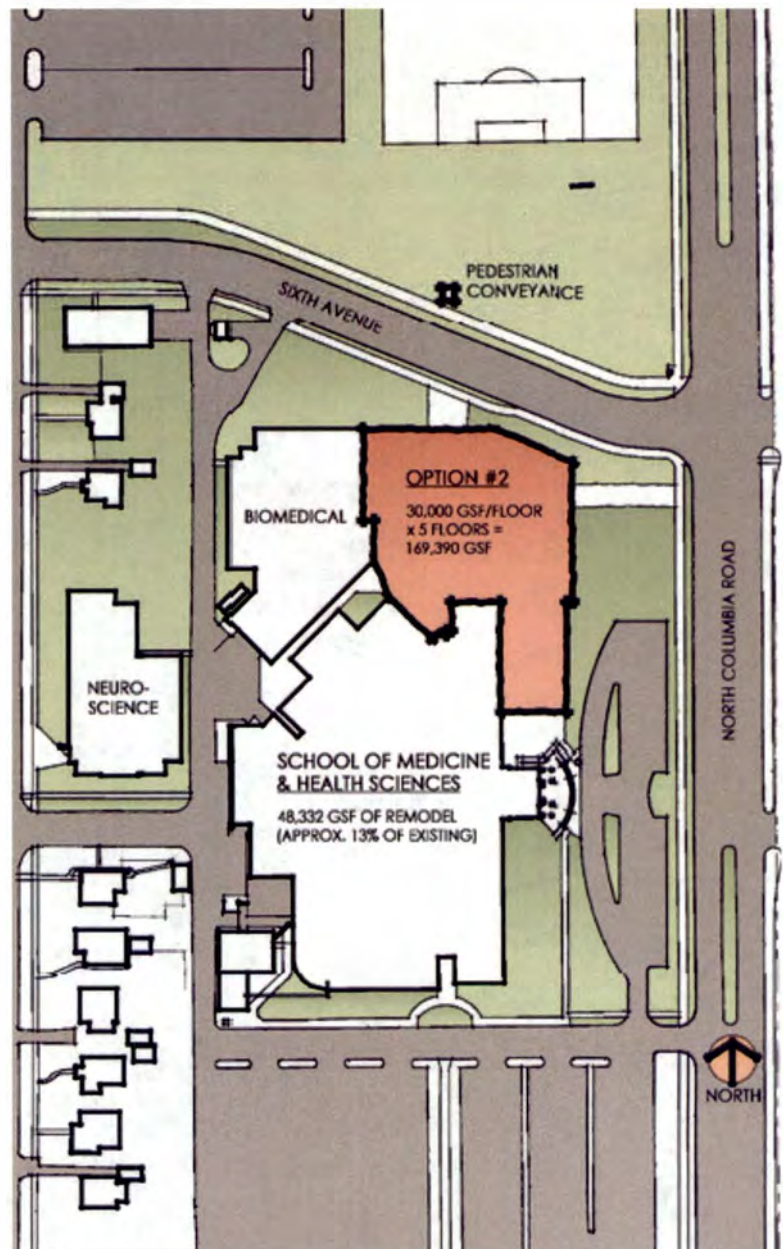 PEDESTRIAN
CONVEYANCE
SIXTH AVENUE
OPTION #2
30,000 GSF/FLOOR
x 5 FLOORS =
169,390 GSF
BIOMEDICAL
NORTH COLUMBIA ROAD
NEURO-
SCIENCE
SCHOOL OF MEDICINE
& HEALTH SCIENCES
48,332 GSF OF REMODEL
(APPROX. 13% OF EXISTING)
NORTH